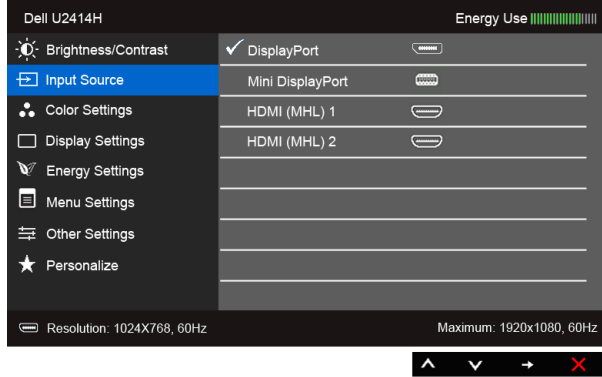 Dell U2414H
Energy Use
Brightness/Contrast
Input Source
Color Settings
Display Settings
Energy Settings
Menu Settings
Other Settings
Personalize
DisplayPort
Mini DisplayPort
HDMI (MHL) 1
HDMI (MHL) 2
Resolution: 1024X768, 60Hz
Maximum: 1920x1080, 60Hz